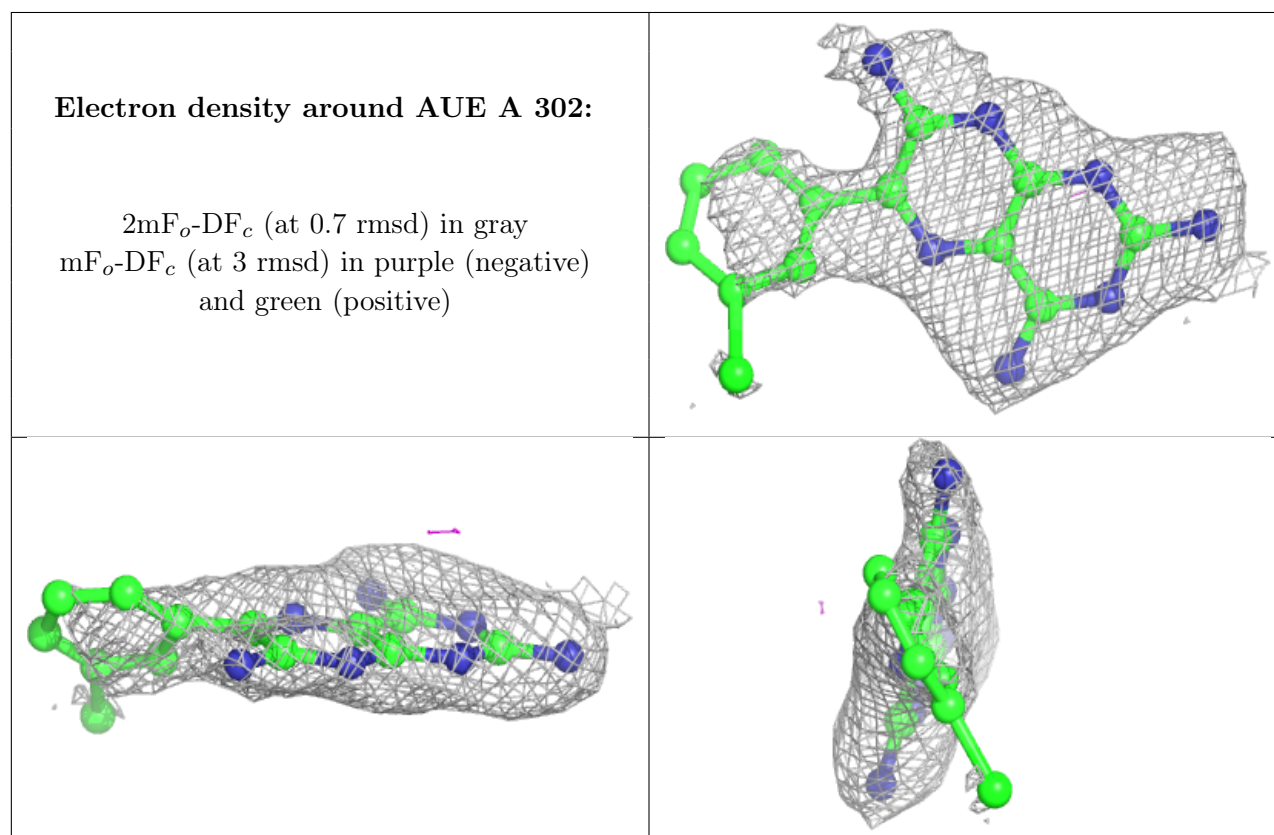 Electron density around AUE A 302:
2mFₒ-DF𝒸 (at 0.7 rmsd) in gray
mFₒ-DF𝒸 (at 3 rmsd) in purple (negative)
and green (positive)